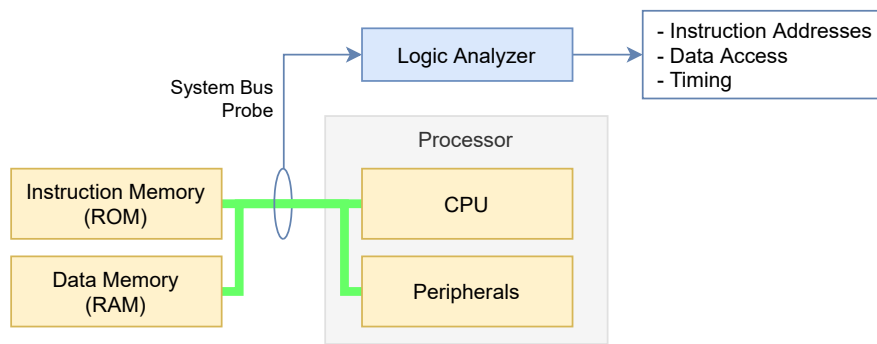 Logic Analyzer
- Instruction Addresses
- Data Access
- Timing
System Bus
Probe
Processor
Instruction Memory
(ROM)
CPU
Data Memory
(RAM)
Peripherals